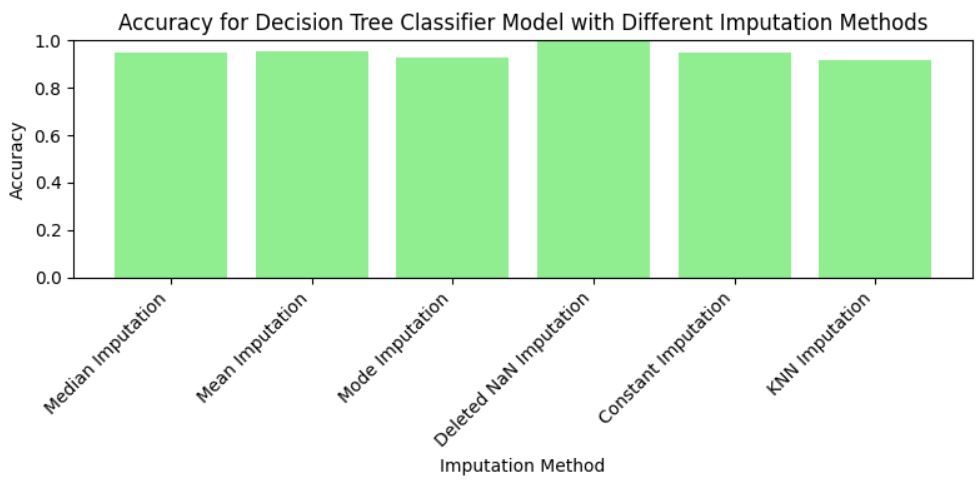 Accuracy for Decision Tree Classifier Model with Different Imputation Methods
1.0
0.8
0.6
0.4
0.2
0.0
Accuracy
Median Imputation
Mean Imputation
Mode Imputation
Deleted NaN Imputation
Constant Imputation
KNN Imputation
Imputation Method